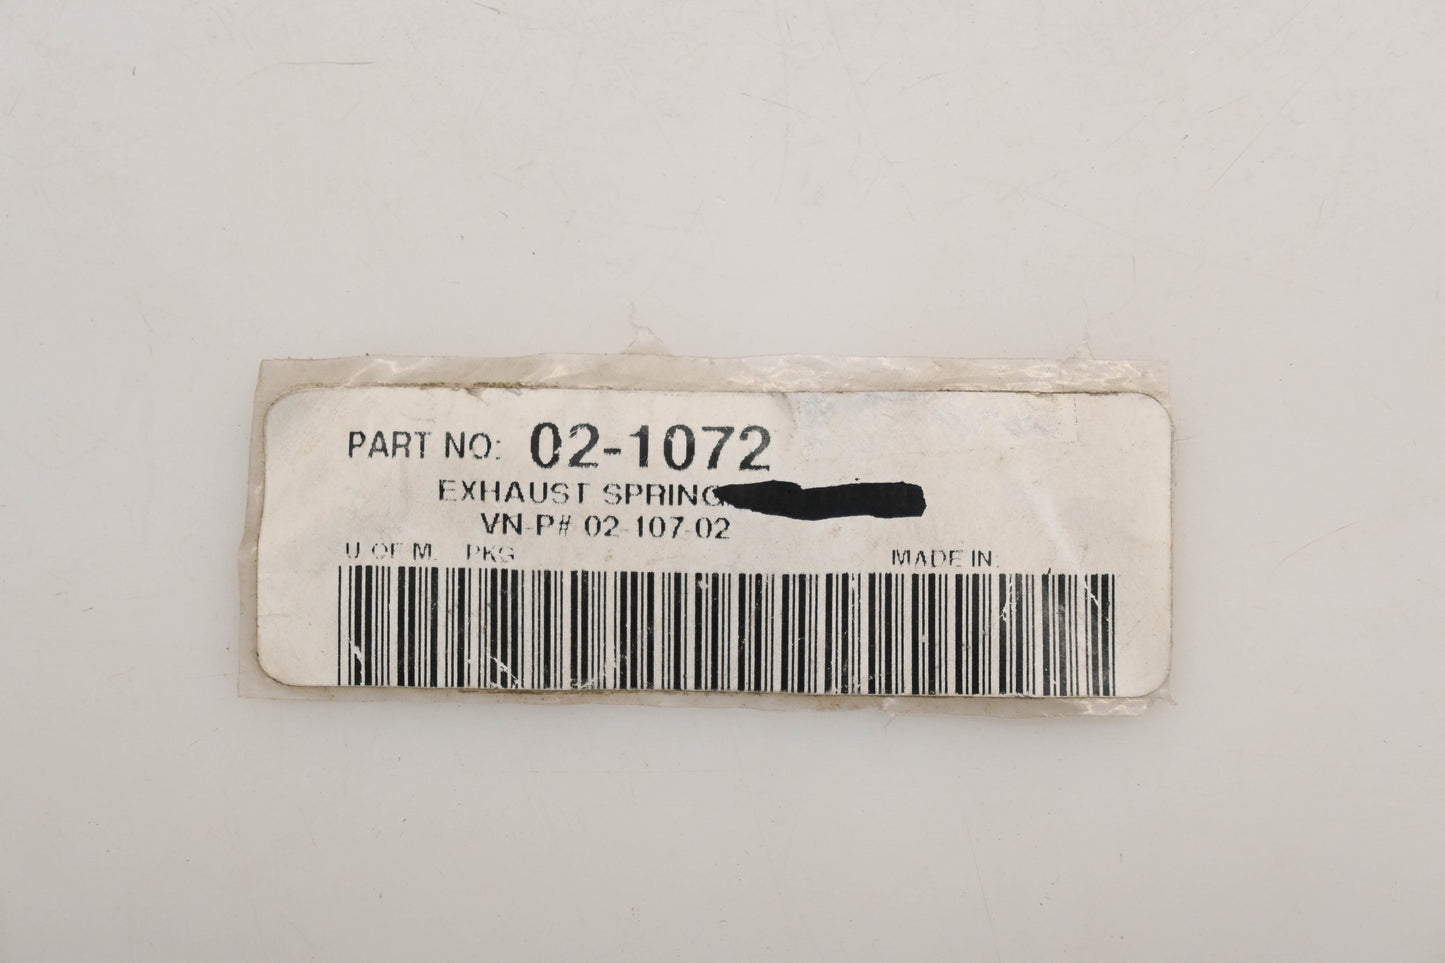 PART NO: 02-1072
EXHAUST SPRING
VN-P# 02-107-02
U OF M. PKG
MADE IN: